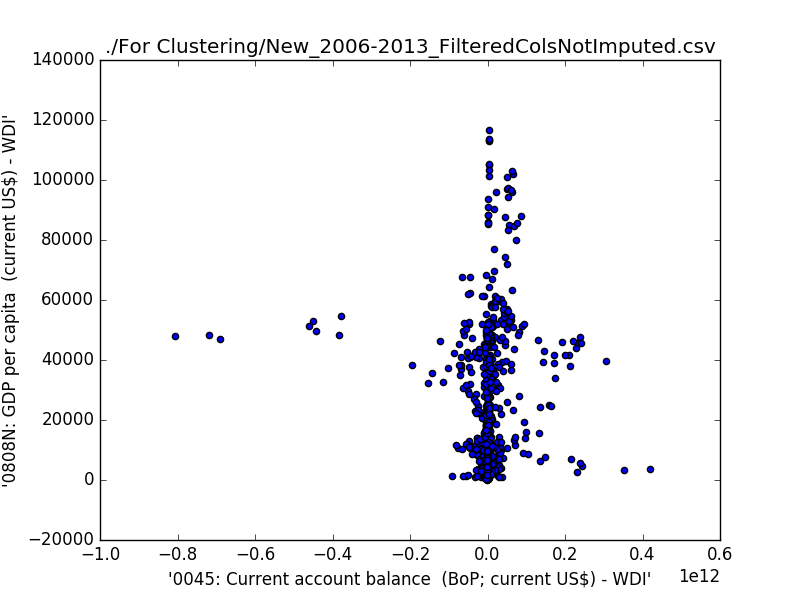 ./For Clustering/New_2006-2013_FilteredColsNotImputed.csv
140000
120000
100000
80000
60000
40000
20000
0
−20000
'0808N: GDP per capita  (current US$) - WDI'
−1.0 −0.8 −0.6 −0.4 −0.2 0.0 0.2 0.4 0.6
1e12
'0045: Current account balance  (BoP; current US$) - WDI'